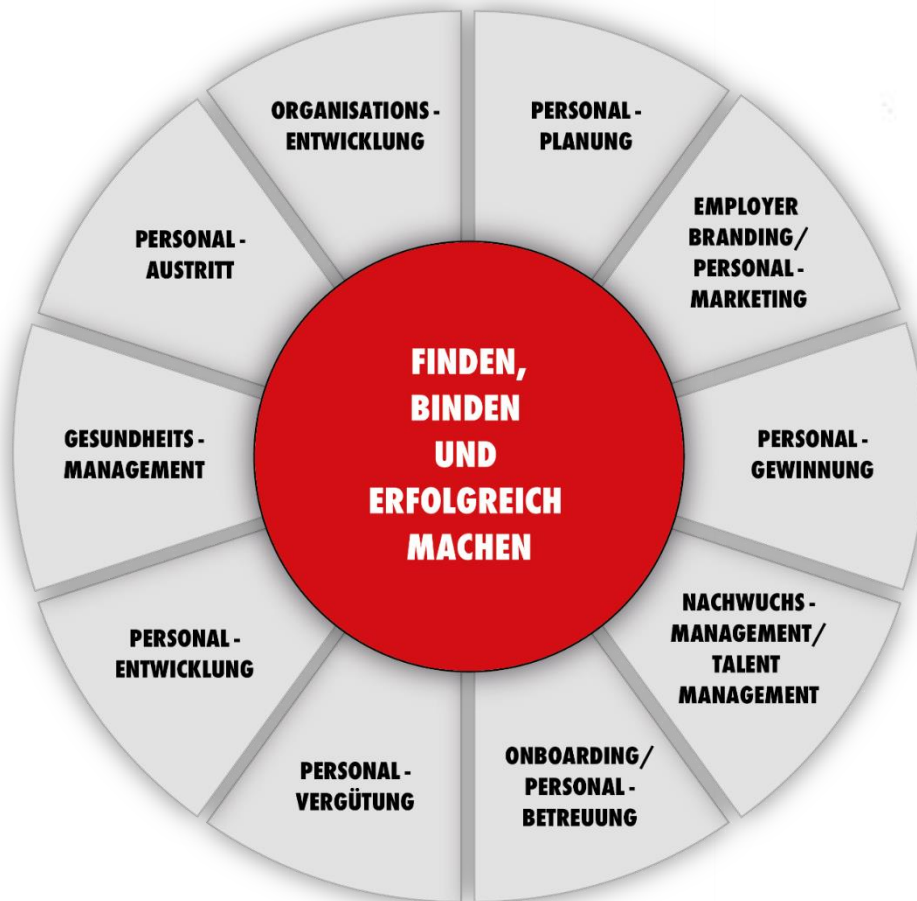 ORGANISATIONS-
ENTWICKLUNG
PERSONAL-
PLANUNG
EMPLOYER
BRANDING/
PERSONAL-
MARKETING
PERSONAL-
GEWINNUNG
NACHWUCHS-
MANAGEMENT/
TALENT
MANAGEMENT
ONBOARDING/
PERSONAL-
BETREUUNG
PERSONAL-
VERGÜTUNG
PERSONAL-
ENTWICKLUNG
GESUNDHEITS-
MANAGEMENT
PERSONAL-
AUSTRITT
FINDEN,
BINDEN
UND
ERFOLGREICH
MACHEN